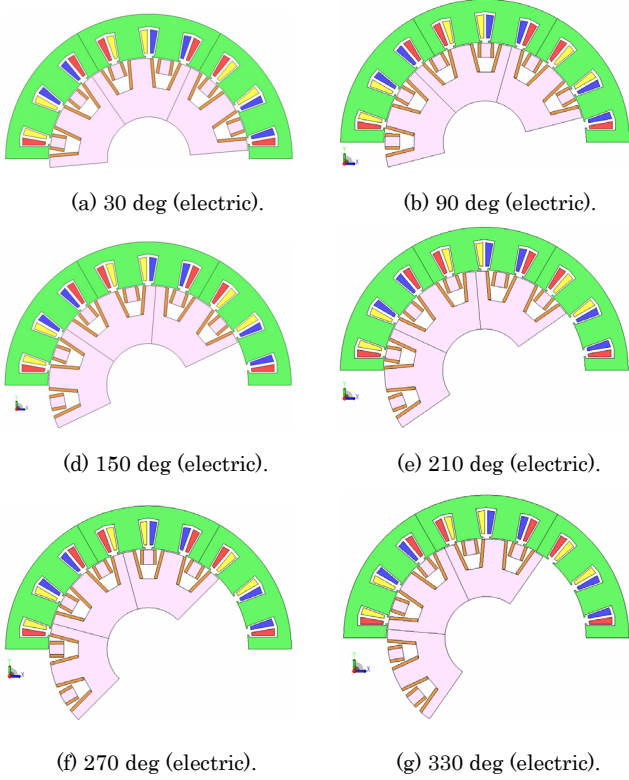 (a) 30 deg (electric).
(b) 90 deg (electric).
(d) 150 deg (electric).
(e) 210 deg (electric).
(f) 270 deg (electric).
(g) 330 deg (electric).